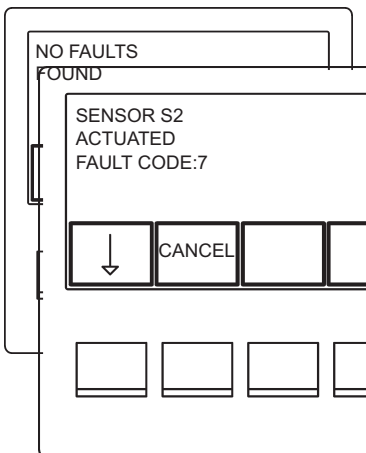 NO FAULTS
FOUND
SENSOR S2
ACTUATED
FAULT CODE:7
CANCEL